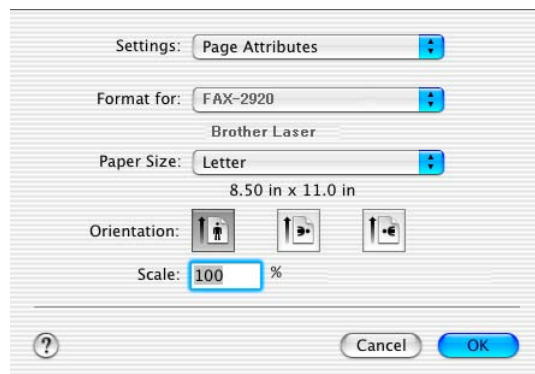 Settings: Page Attributes
Format for: FAX-2920
Brother Laser
Paper Size: Letter
8.50 in x 11.0 in
Orientation:
Scale: 100 %
? Cancel OK